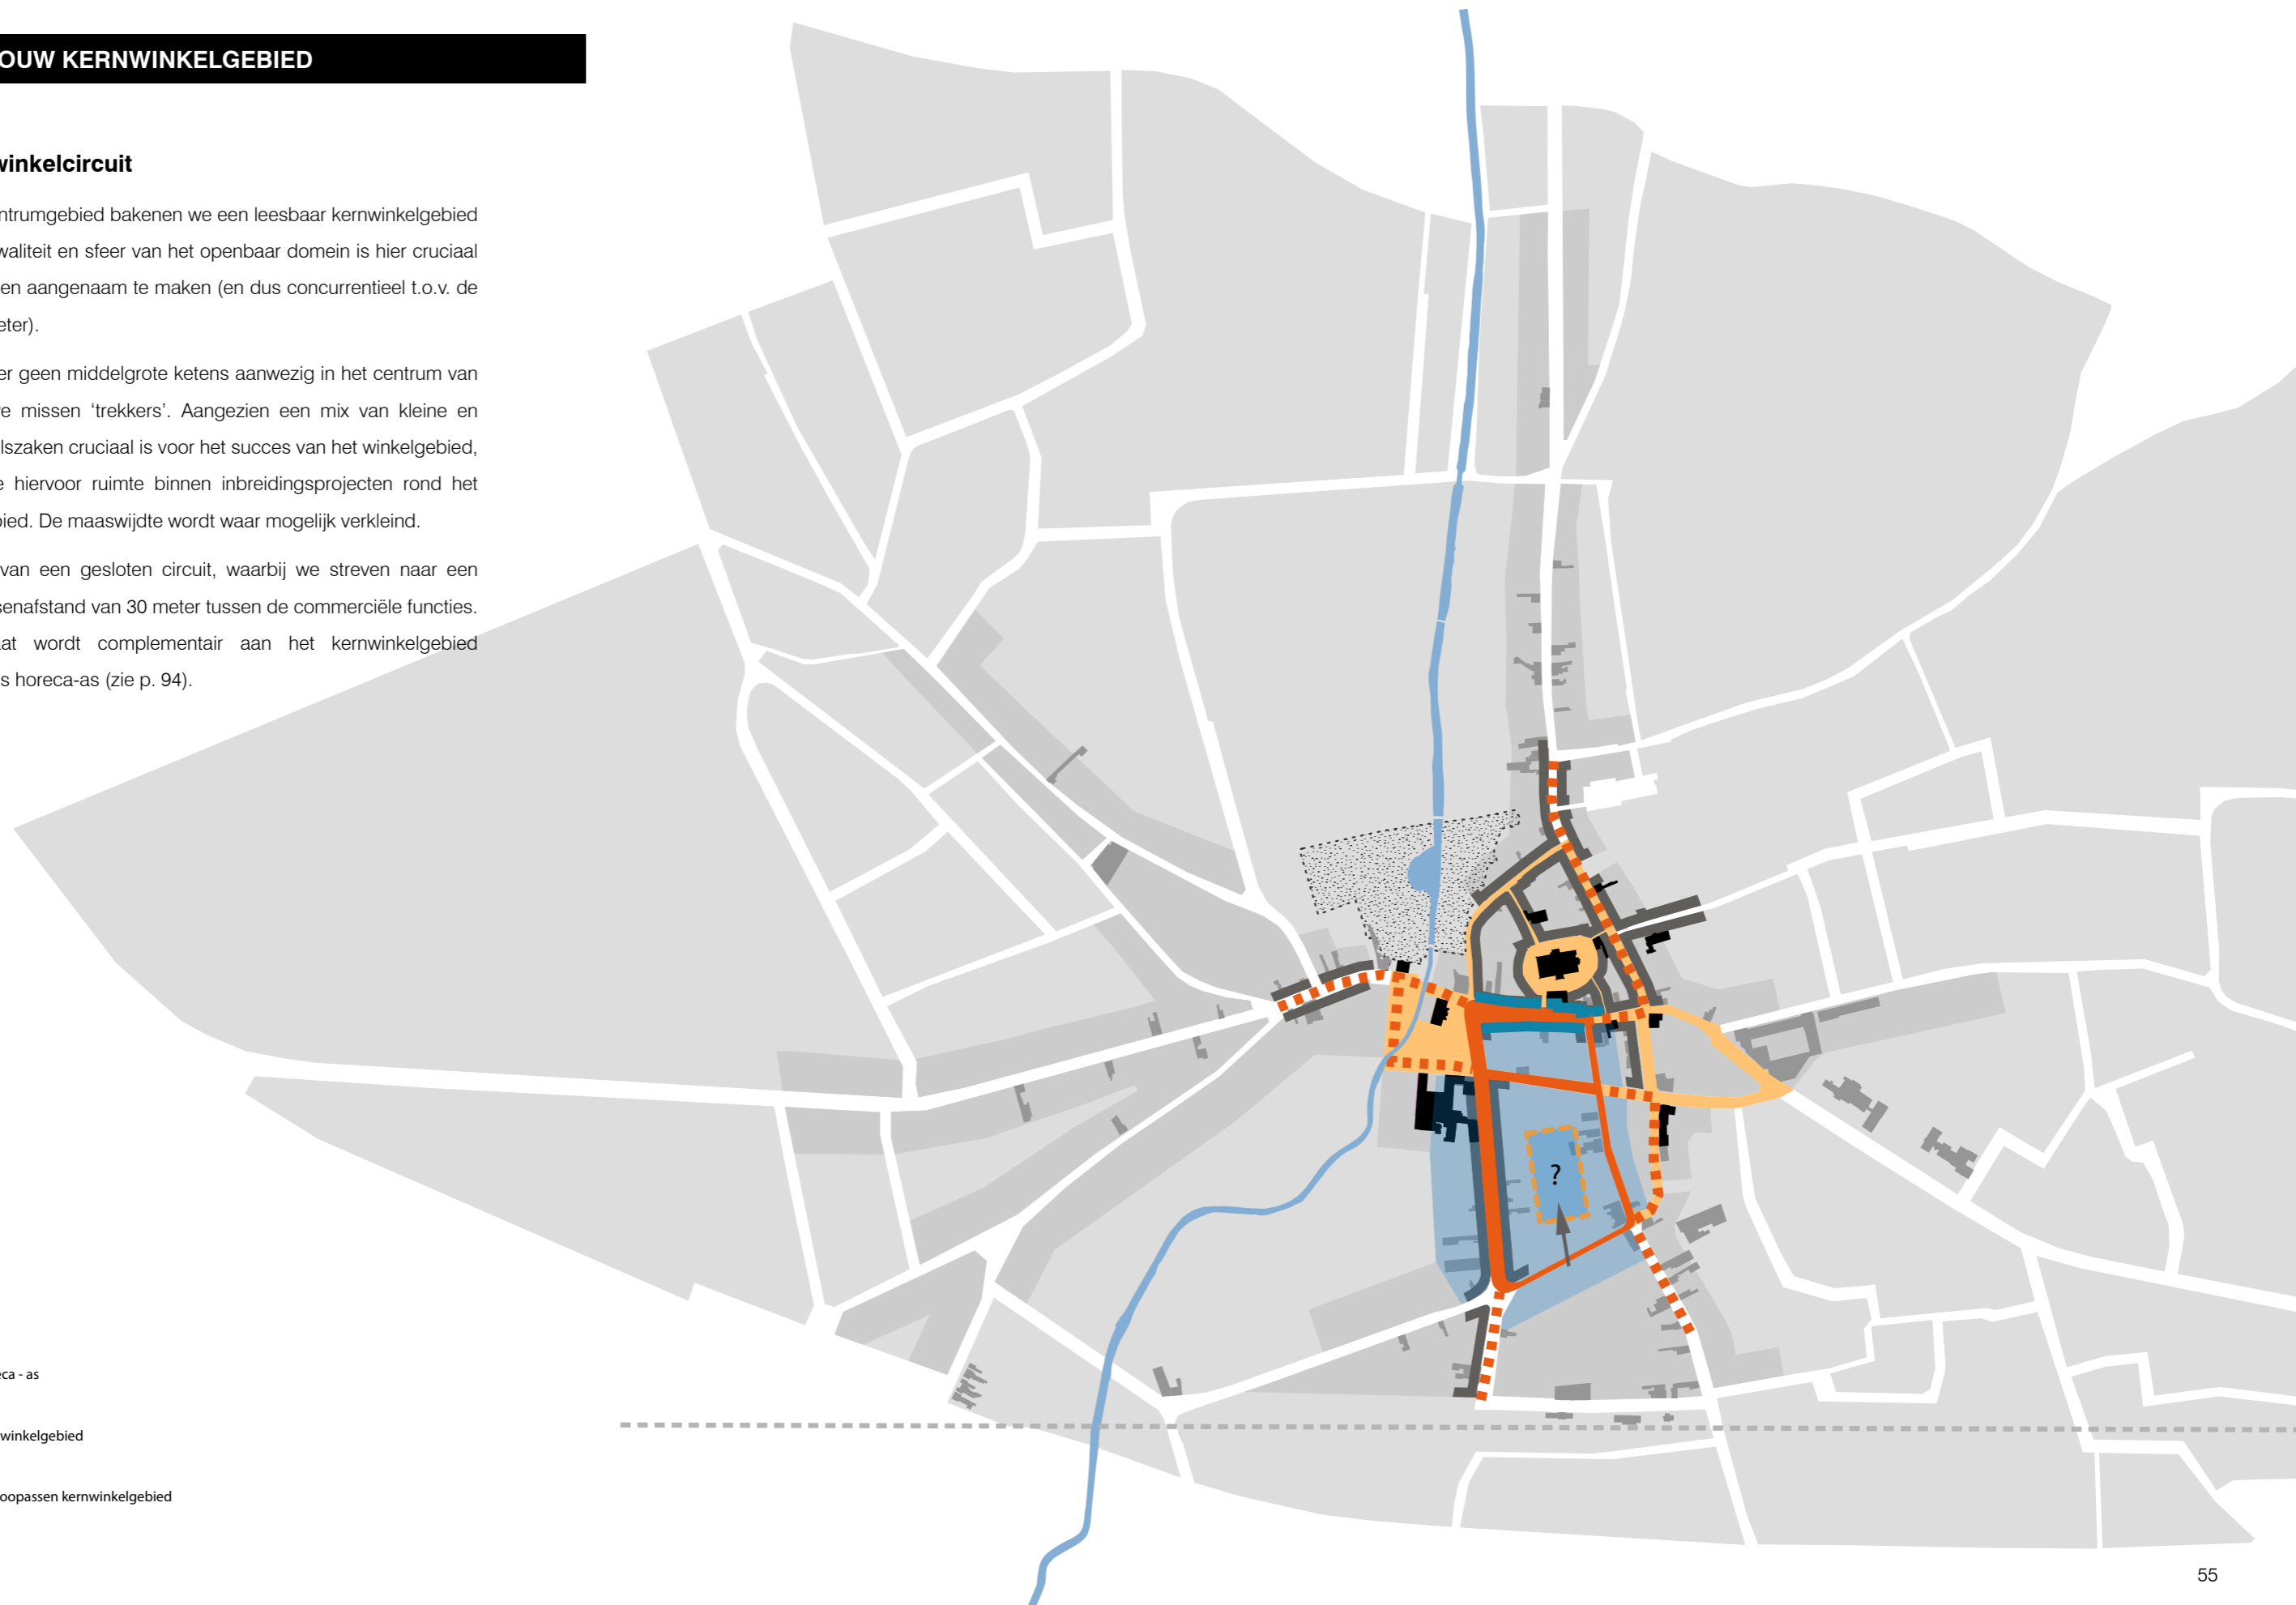 OUW KERNWINKELGEBIED
winkelcircuit
ntrumgebied bakenen we een leesbaar kernwinkelgebied
waliteit en sfeer van het openbaar domein is hier cruciaal
en aangenaam te maken (en dus concurrentieel t.o.v. de
eter).
er geen middelgrote ketens aanwezig in het centrum van
e missen ‘trekkers’. Aangezien een mix van kleine en
lszaken cruciaal is voor het succes van het winkelgebied,
e hiervoor ruimte binnen inbreidingsprojecten rond het
bied. De maaswijdte wordt waar mogelijk verkleind.
van een gesloten circuit, waarbij we streven naar een
senafstand van 30 meter tussen de commerciële functies.
at wordt complementair aan het kernwinkelgebied
s horeca-as (zie p. 94).
?
eca - as
winkelgebied
oopassen kernwinkelgebied
55